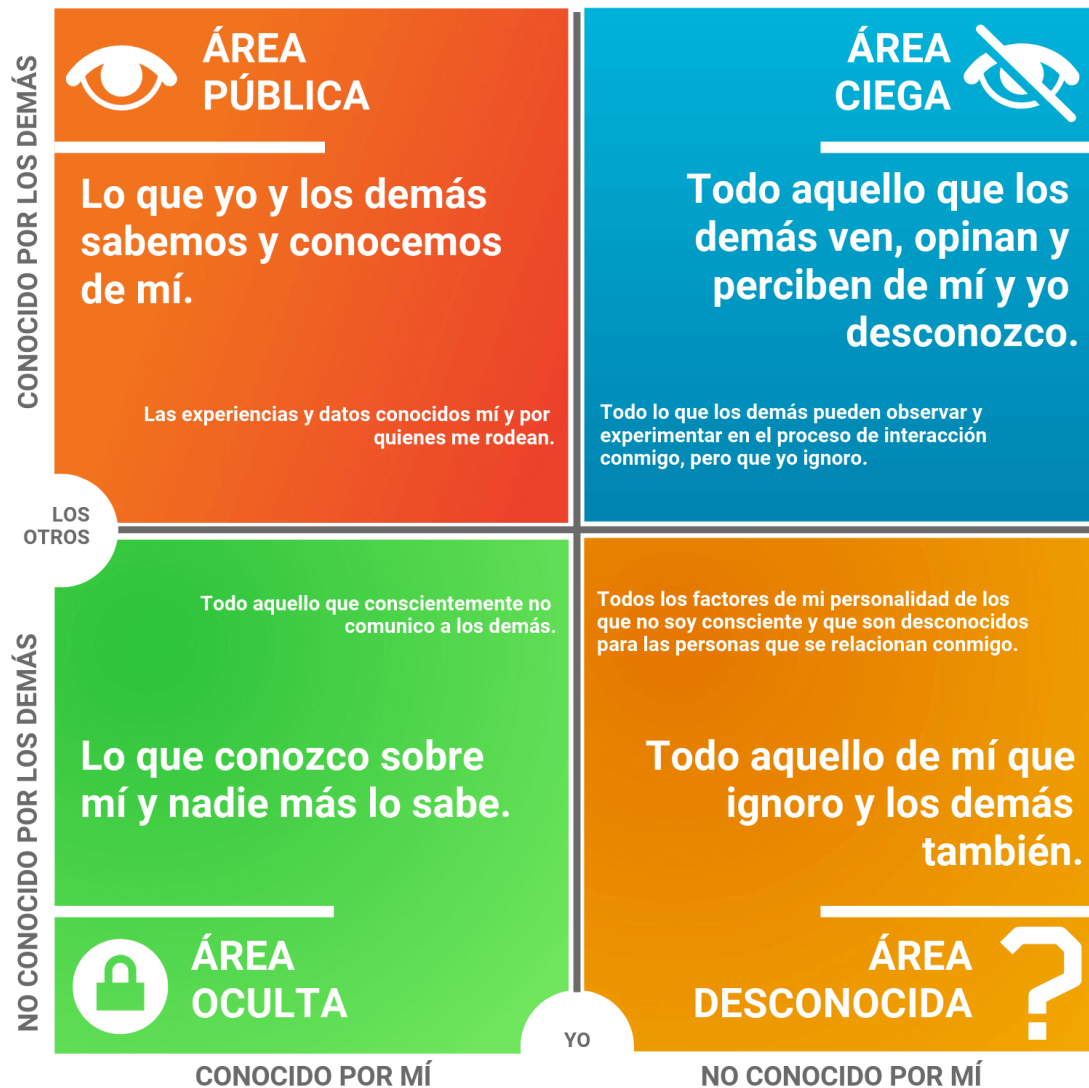 CONOCIDO POR LOS DEMÁS
ÁREA
PÚBLICA
Lo que yo y los demás
sabemos y conocemos
de mí.
Las experiencias y datos conocidos mí y por
quienes me rodean.
ÁREA
CIEGA
Todo aquello que los
demás ven, opinan y
perciben de mí y yo
desconozco.
Todo lo que los demás pueden observar y
experimentar en el proceso de interacción
conmigo, pero que yo ignoro.
LOS
OTROS
NO CONOCIDO POR LOS DEMÁS
Todo aquello que conscientemente no
comunico a los demás.
Lo que conozco sobre
mí y nadie más lo sabe.
ÁREA
OCULTA
Todos los factores de mi personalidad de los
que no soy consciente y que son desconocidos
para las personas que se relacionan conmigo.
Todo aquello de mí que
ignoro y los demás
también.
ÁREA
DESCONOCIDA
?
YO
CONOCIDO POR MÍ
NO CONOCIDO POR MÍ